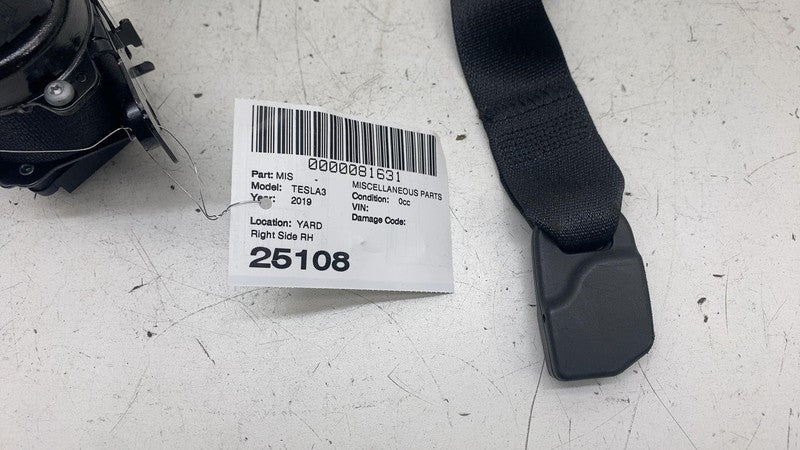 0000081631
Part: MIS - MISCELLANEOUS PARTS
Model: TESLA3 Condition: 0cc
Year: 2019 VIN:
Damage Code:
Location: YARD
Right Side RH
25108